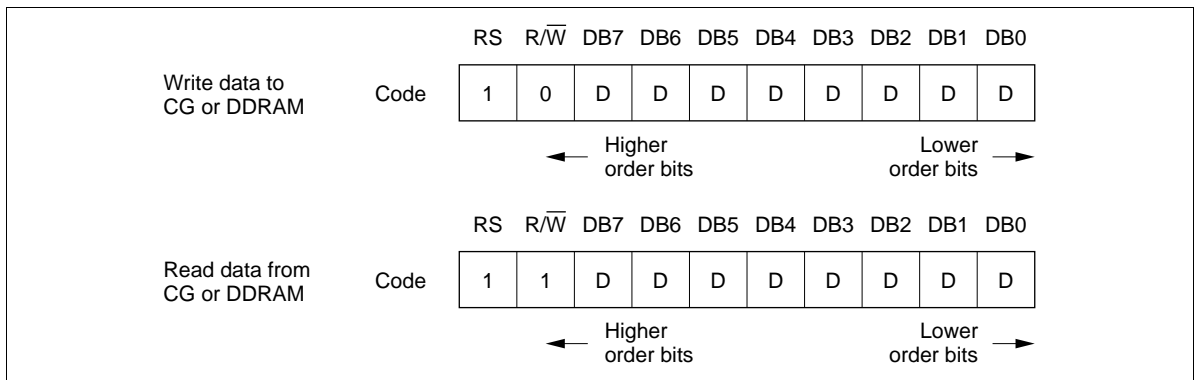 RS R/W̅ DB7 DB6 DB5 DB4 DB3 DB2 DB1 DB0
Write data to
CG or DDRAM
Code 1 0 D D D D D D D D
Higher
order bits
Lower
order bits
RS R/W̅ DB7 DB6 DB5 DB4 DB3 DB2 DB1 DB0
Read data from
CG or DDRAM
Code 1 1 D D D D D D D D
Higher
order bits
Lower
order bits